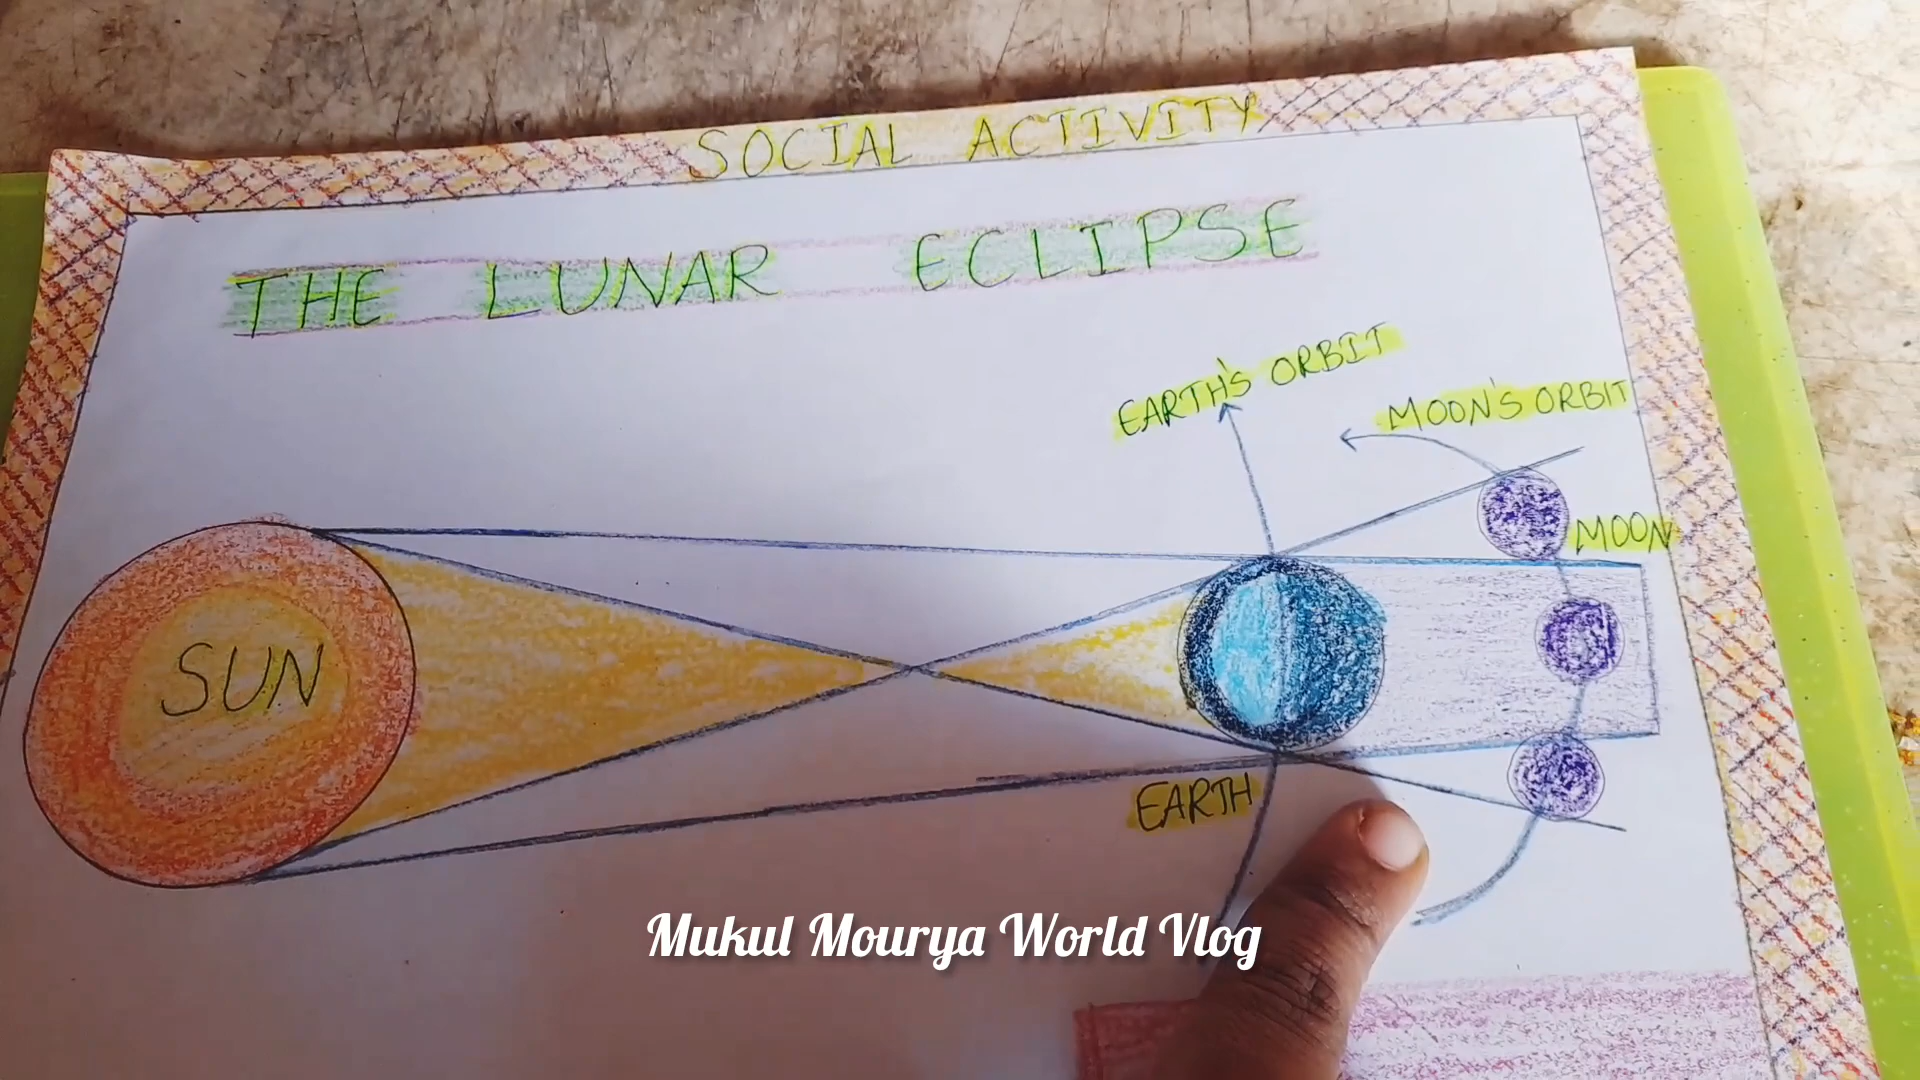 SOCIAL ACTIVITY
THE LUNAR ECLIPSE
EARTH'S ORBIT
MOON'S ORBIT
MOON
SUN
EARTH
Mukul Mourya World Vlog